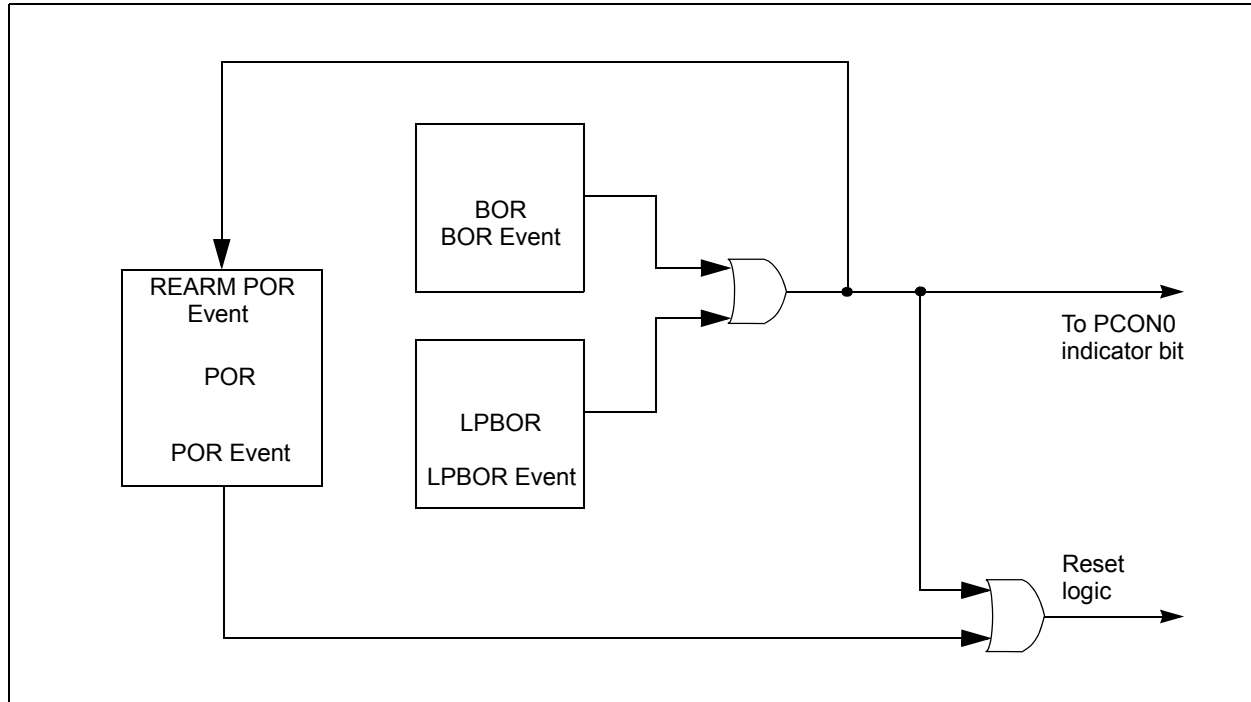 BOR
BOR Event
REARM POR
Event
POR
POR Event
LPBOR
LPBOR Event
To PCON0
indicator bit
Reset
logic